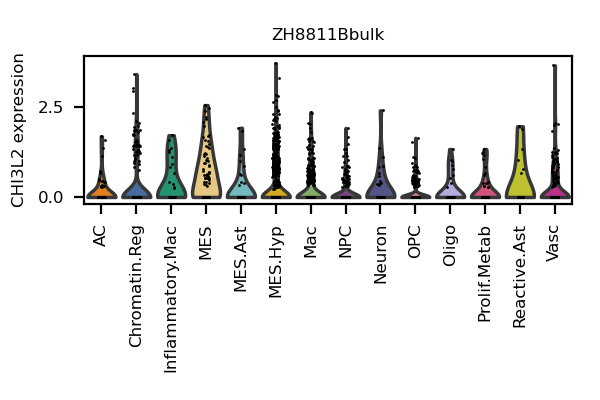 ZH8811Bbulk
CHI3L2 expression
2.5
0.0
AC
Chromatin.Reg
Inflammatory.Mac
MES
MES.Ast
MES.Hyp
Mac
NPC
Neuron
OPC
Oligo
Prolif.Metab
Reactive.Ast
Vasc